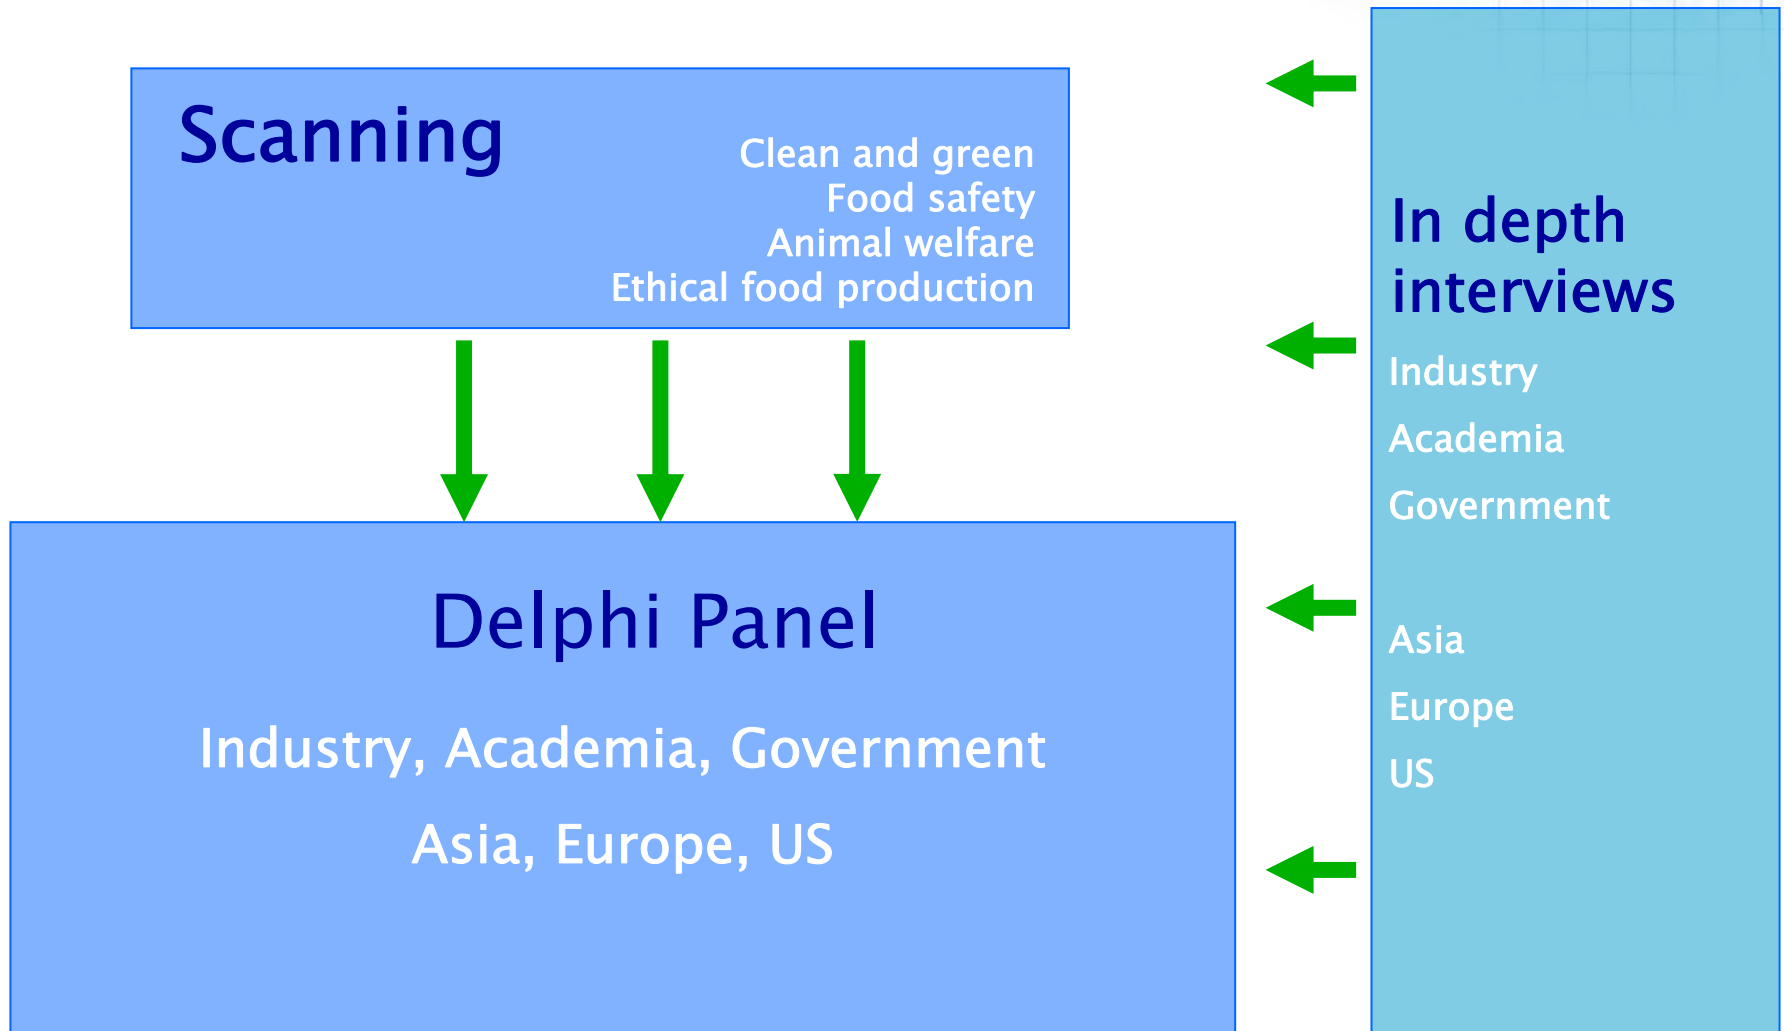 Scanning
Clean and green
Food safety
Animal welfare
Ethical food production
Delphi Panel
Industry, Academia, Government
Asia, Europe, US
In depth
interviews
Industry
Academia
Government
Asia
Europe
US